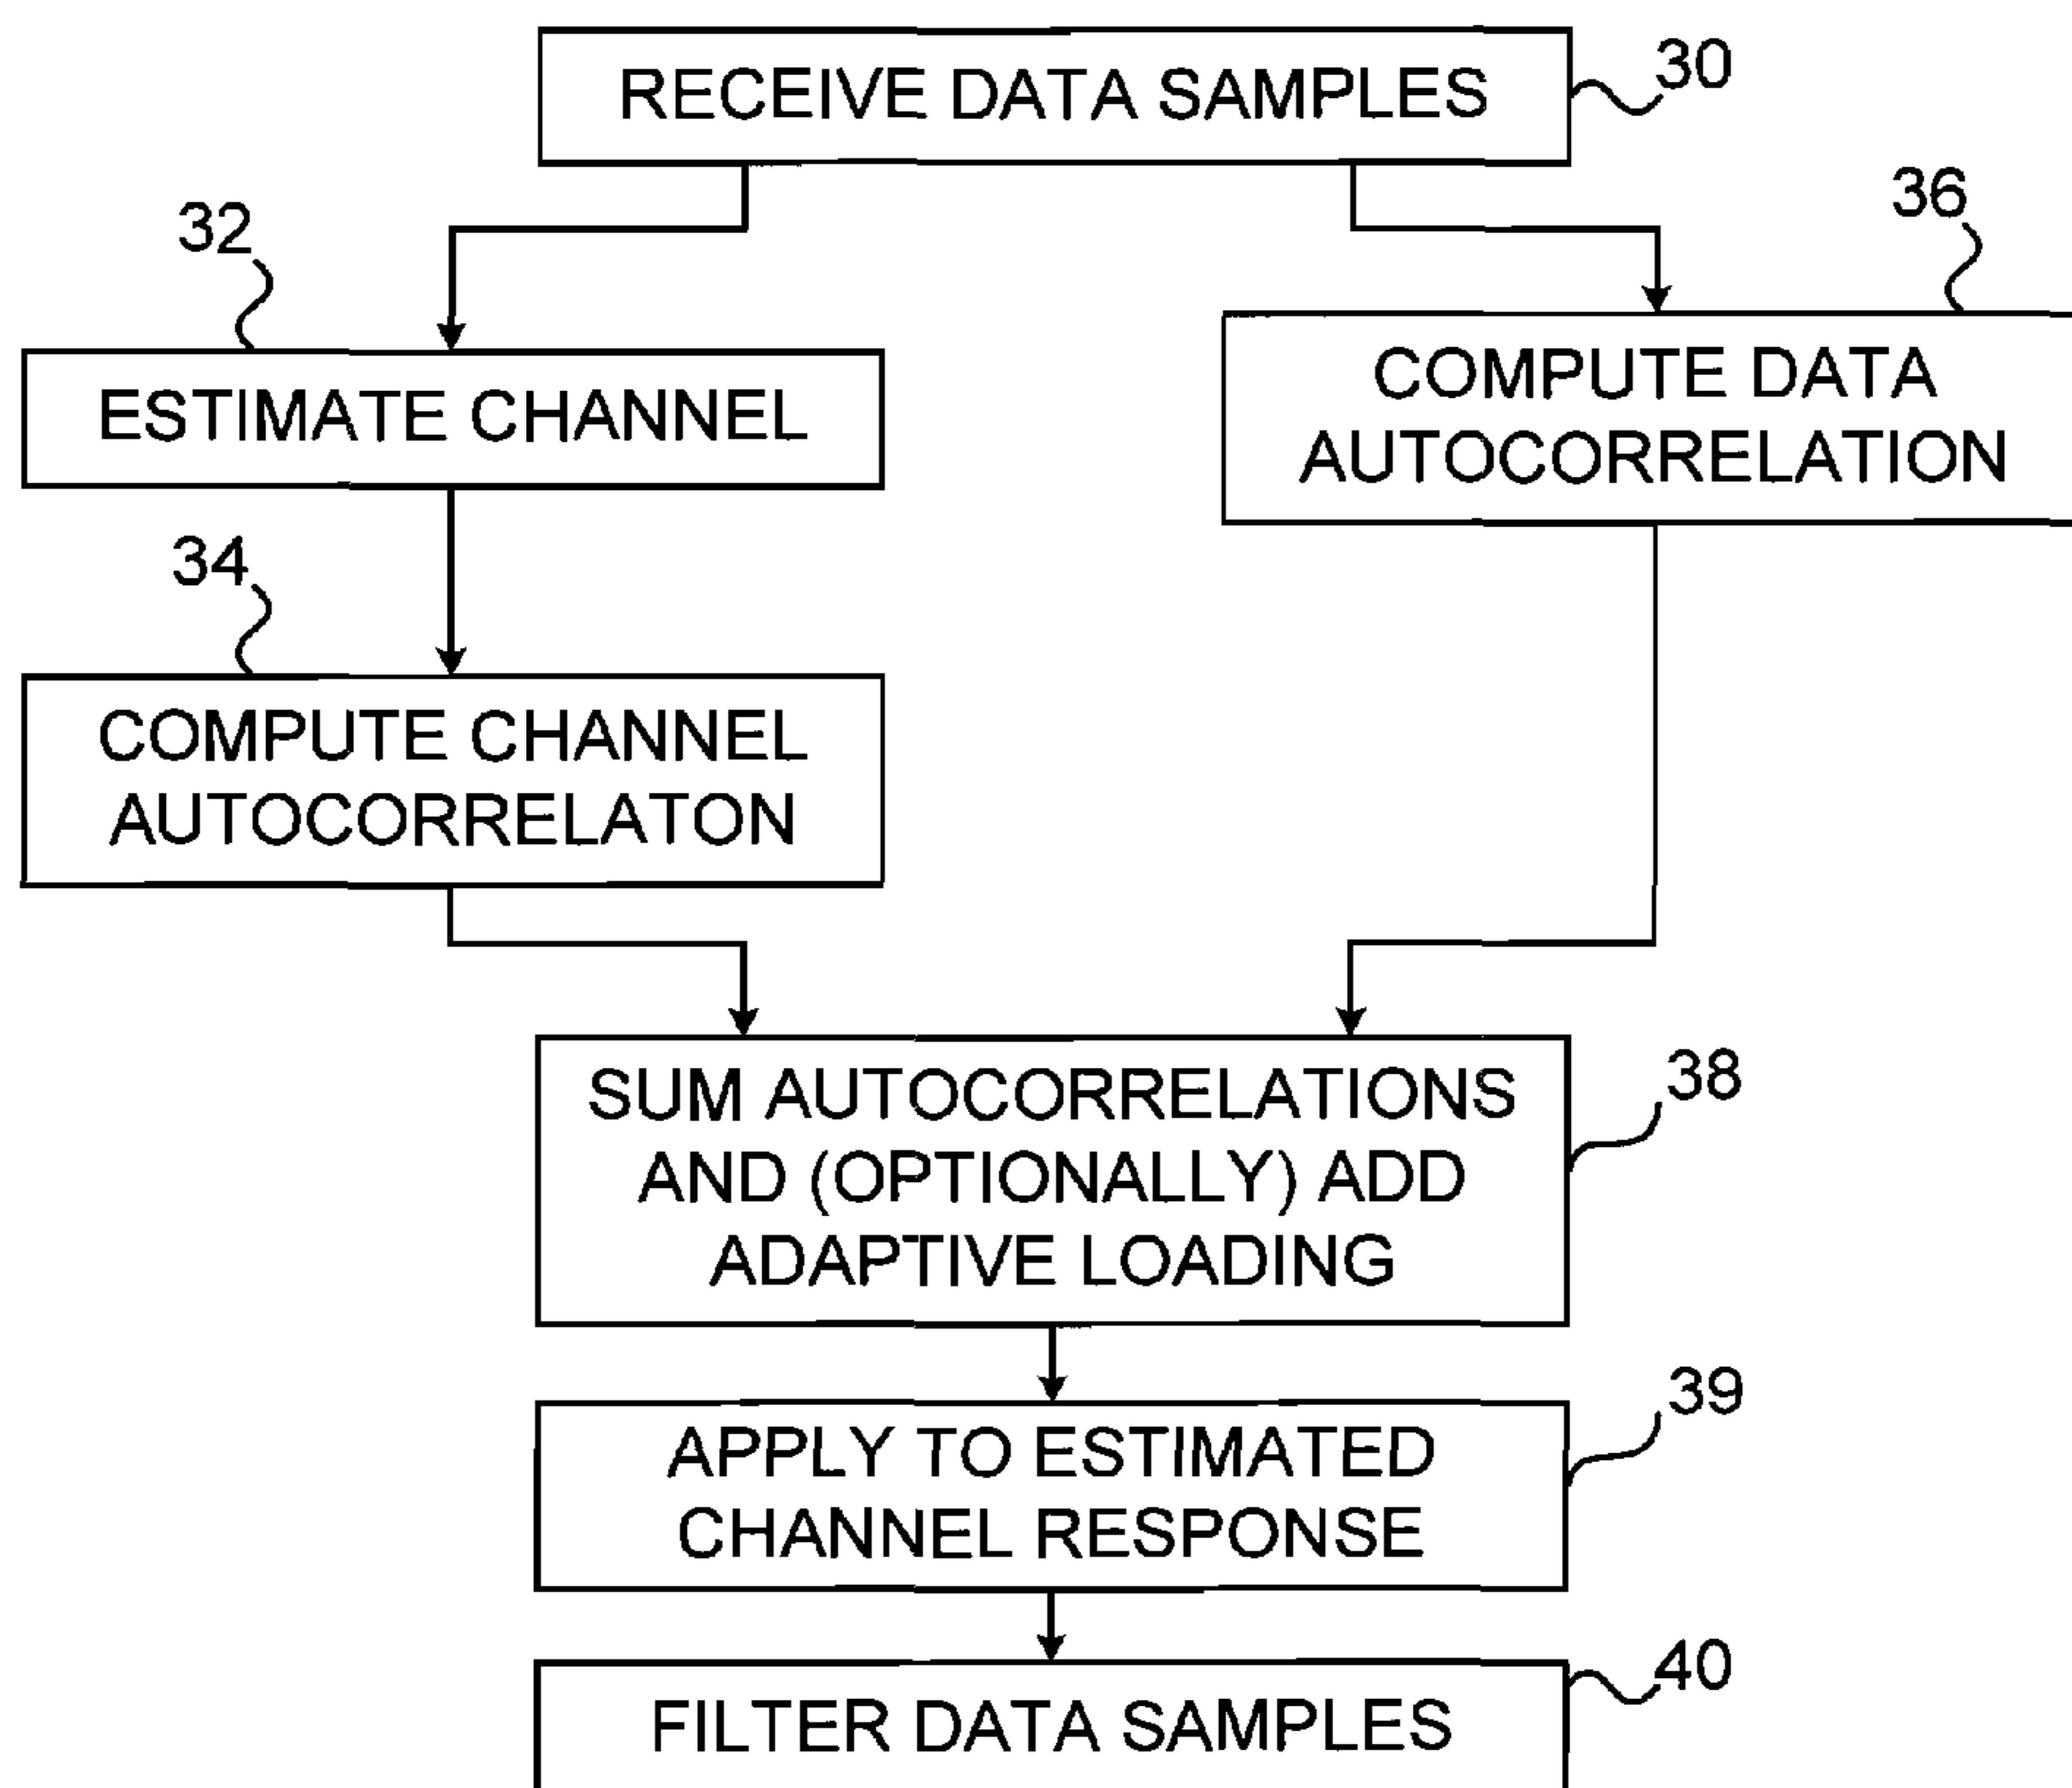 RECEIVE DATA SAMPLES
30
32
36
ESTIMATE CHANNEL
COMPUTE DATA
AUTOCORRELATION
34
COMPUTE CHANNEL
AUTOCORRELATON
SUM AUTOCORRELATIONS
AND (OPTIONALLY) ADD
ADAPTIVE LOADING
38
APPLY TO ESTIMATED
CHANNEL RESPONSE
39
FILTER DATA SAMPLES
40